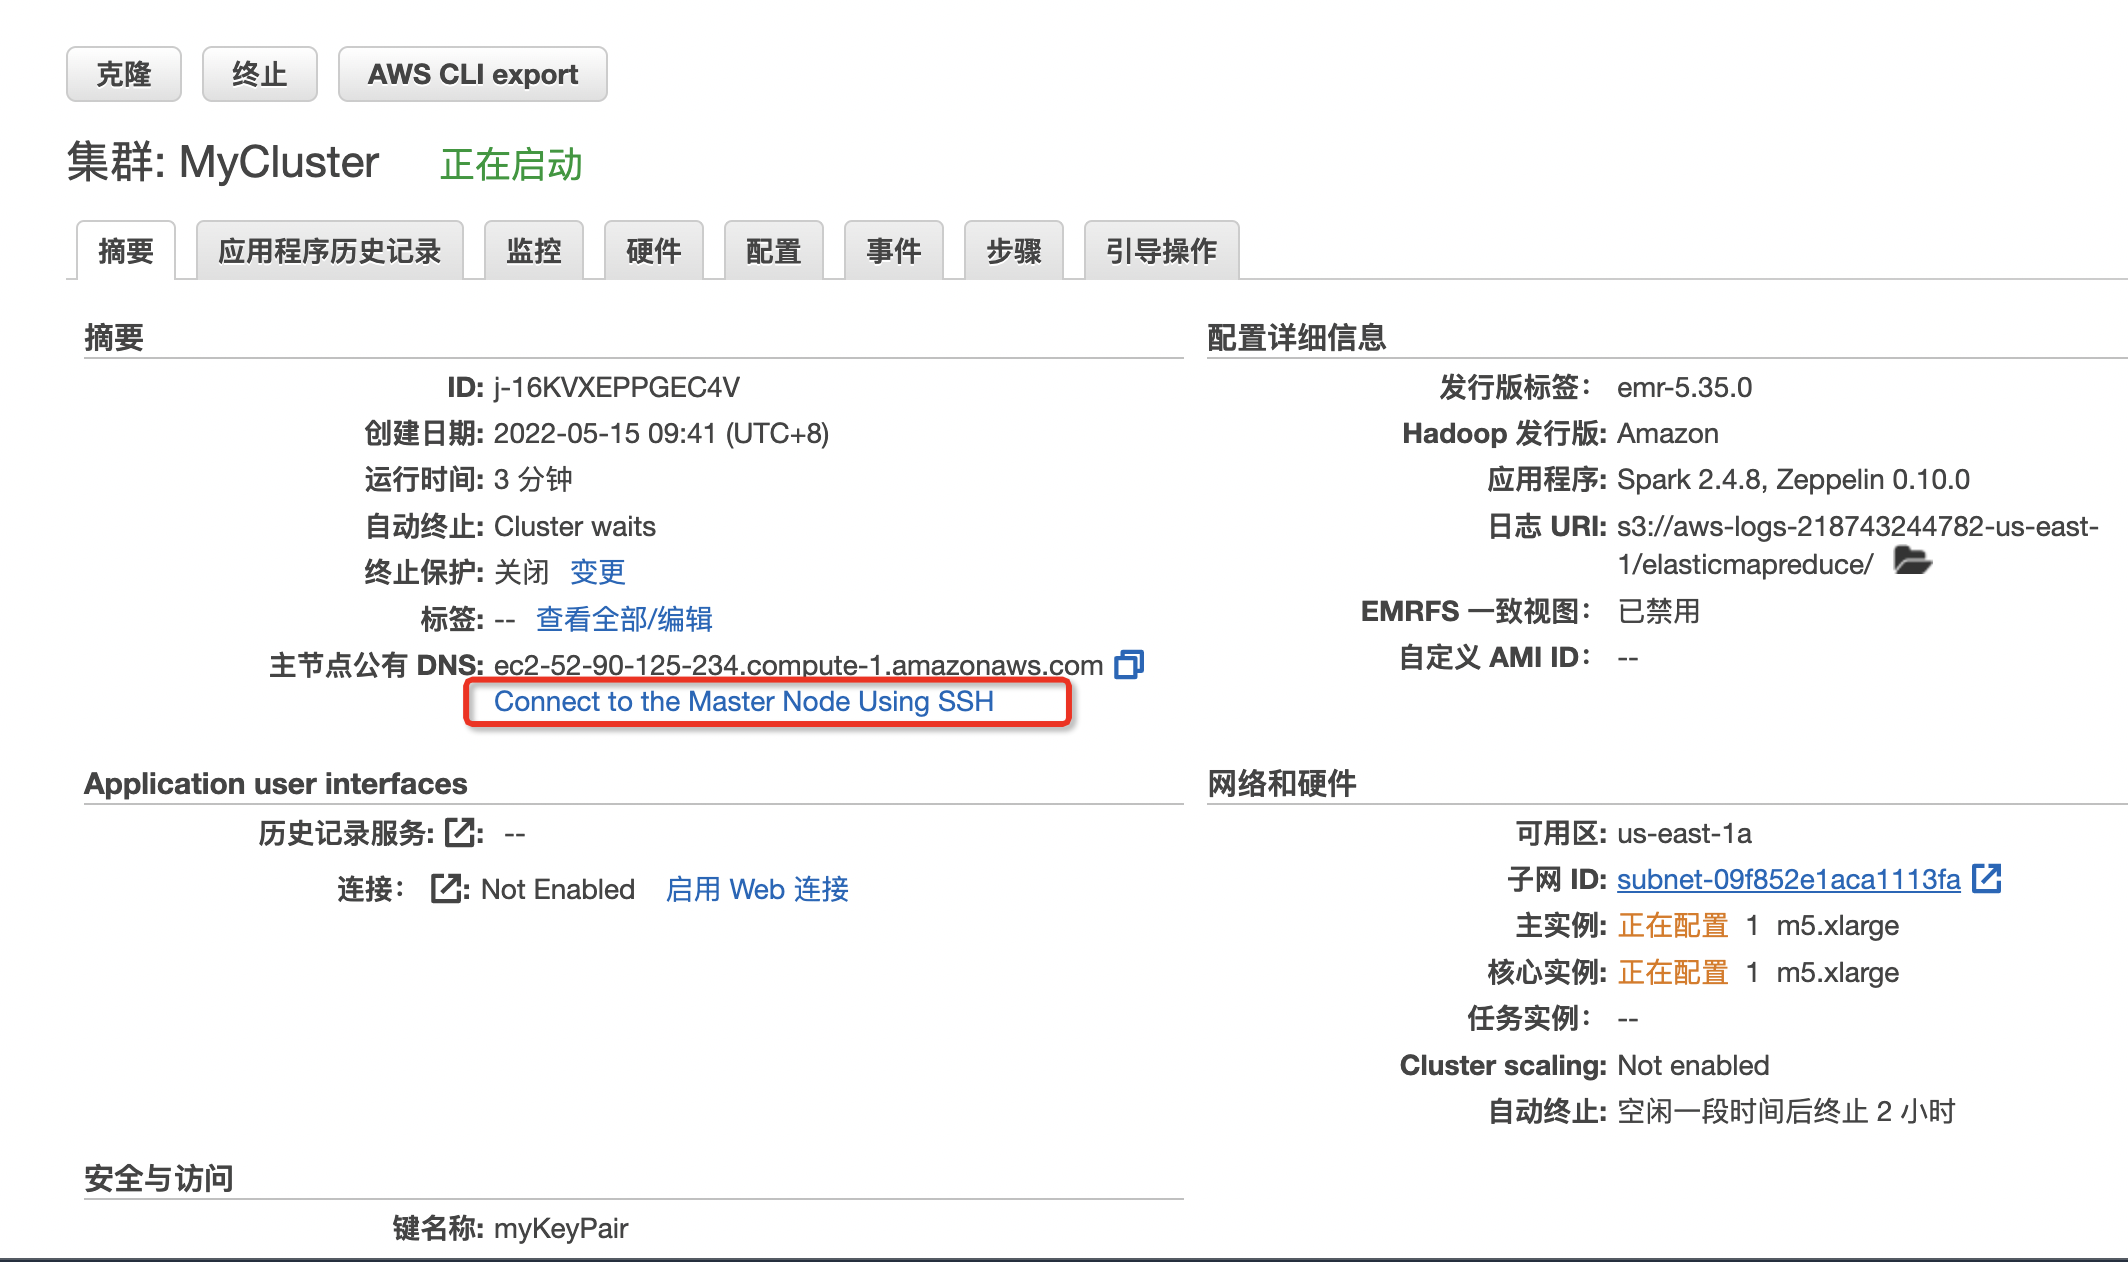 克隆 终止 AWS CLI export
集群: MyCluster 正在启动
摘要 应用程序历史记录 监控 硬件 配置 事件 步骤 引导操作
摘要
ID: j-16KVXEPPGEC4V
创建日期: 2022-05-15 09:41 (UTC+8)
运行时间: 3 分钟
自动终止: Cluster waits
终止保护: 关闭 变更
标签: -- 查看全部/编辑
主节点公有 DNS: ec2-52-90-125-234.compute-1.amazonaws.com
Connect to the Master Node Using SSH
配置详细信息
发行版标签： emr-5.35.0
Hadoop 发行版: Amazon
应用程序: Spark 2.4.8, Zeppelin 0.10.0
日志 URI: s3://aws-logs-218743244782-us-east-
1/elasticmapreduce/
EMRFS 一致视图： 已禁用
自定义 AMI ID： --
Application user interfaces
历史记录服务: : --
连接： : Not Enabled 启用 Web 连接
网络和硬件
可用区: us-east-1a
子网 ID: subnet-09f852e1aca1113fa
主实例: 正在配置 1 m5.xlarge
核心实例: 正在配置 1 m5.xlarge
任务实例： --
Cluster scaling: Not enabled
自动终止: 空闲一段时间后终止 2 小时
安全与访问
键名称: myKeyPair